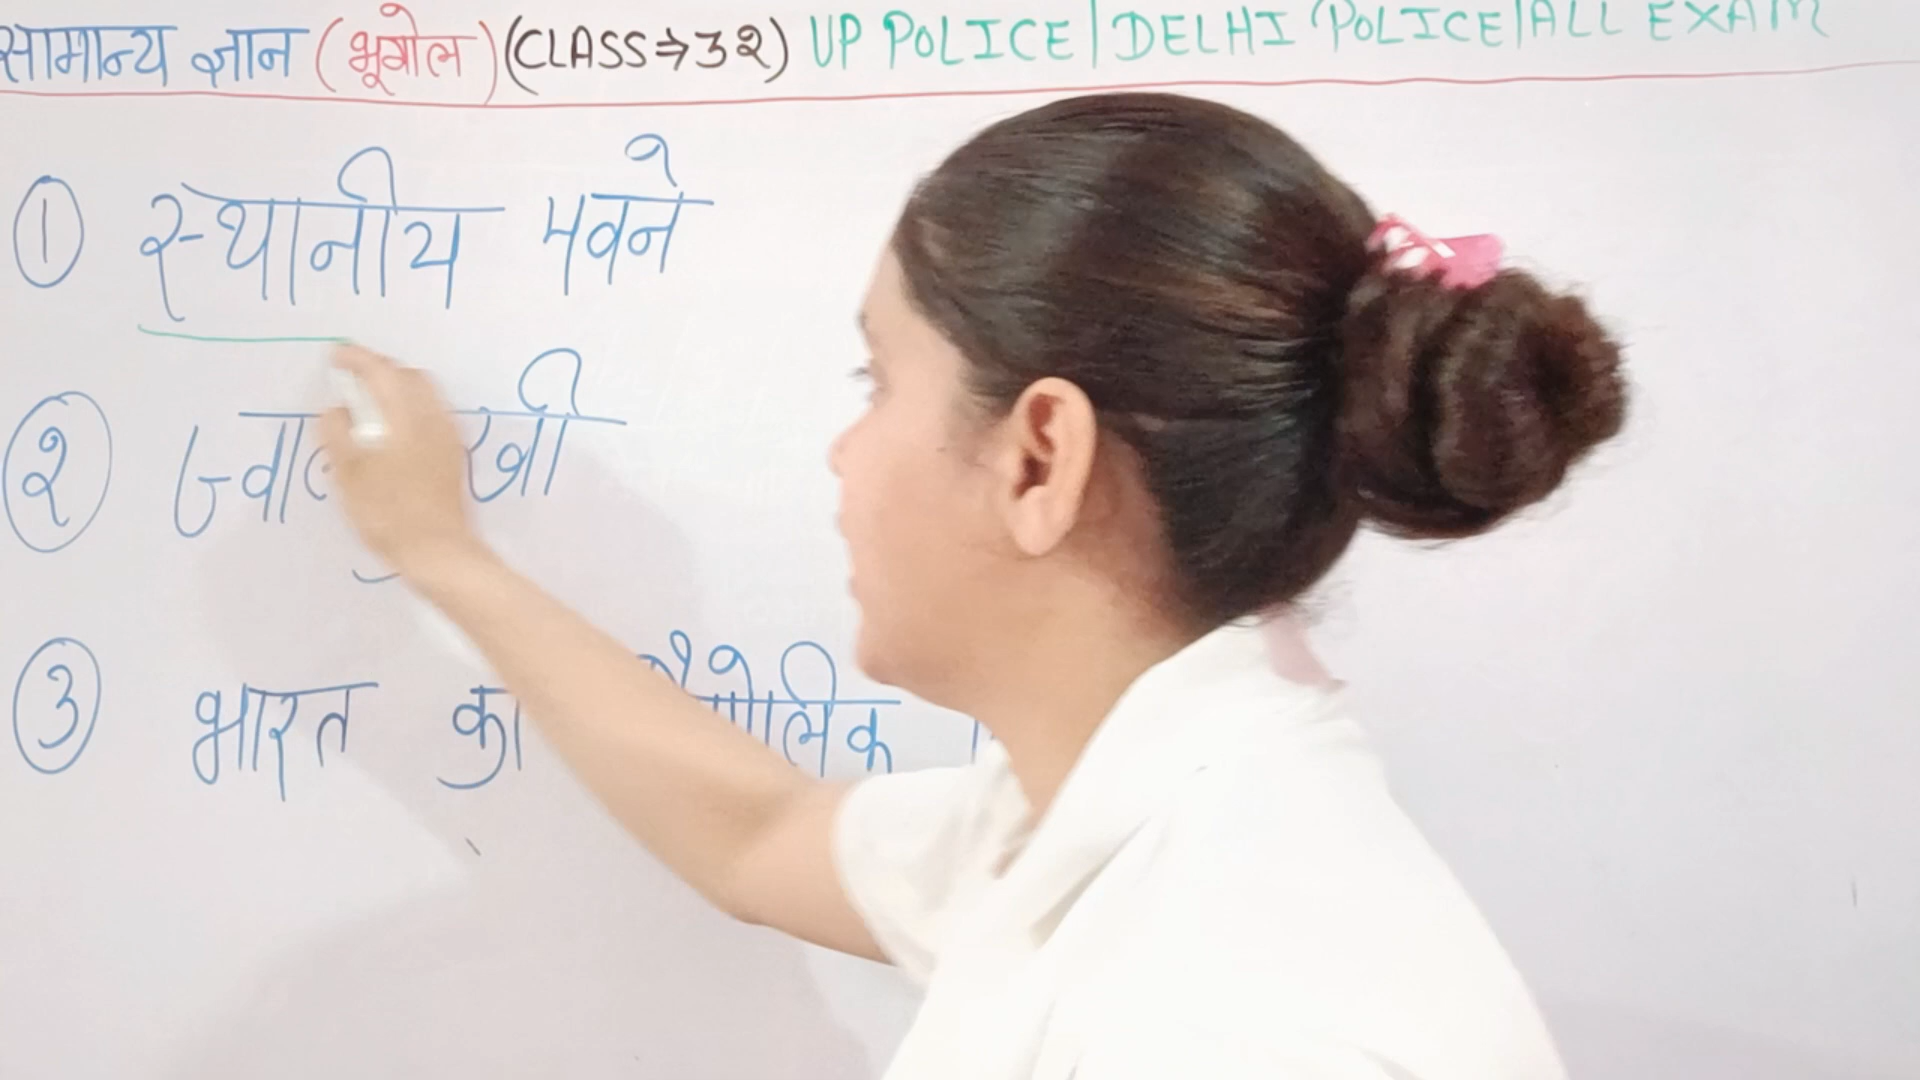 सामान्य ज्ञान (भूगोल) (CLASS⇒32) UP POLICE|DELHI POLICE|ALL EXAM
① स्थानीय पवने
②
③ भारत का